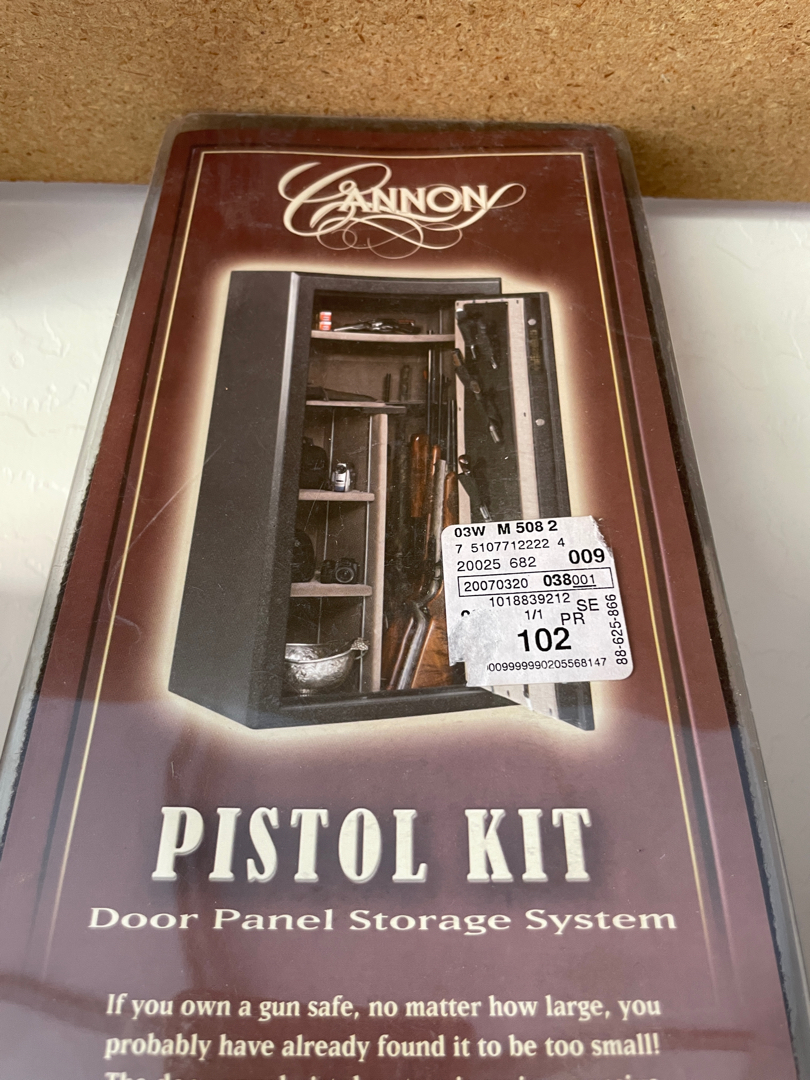 CANNON
03W M 508 2
7 5107712222 4
20025 682 009
20070320 038001
1018839212 SE
1/1 PR
102
88-625-866
009999990205568147
PISTOL KIT
Door Panel Storage System
If you own a gun safe, no matter how large, you
probably have already found it to be too small!